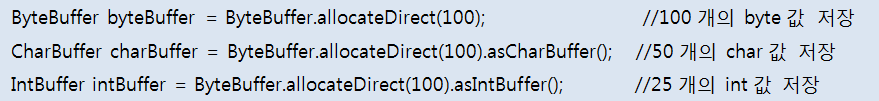 ByteBuffer byteBuffer = ByteBuffer.allocateDirect(100); //100 개의 byte 값 저장
CharBuffer charBuffer = ByteBuffer.allocateDirect(100).asCharBuffer(); //50 개의 char 값 저장
IntBuffer intBuffer = ByteBuffer.allocateDirect(100).asIntBuffer(); //25 개의 int 값 저장